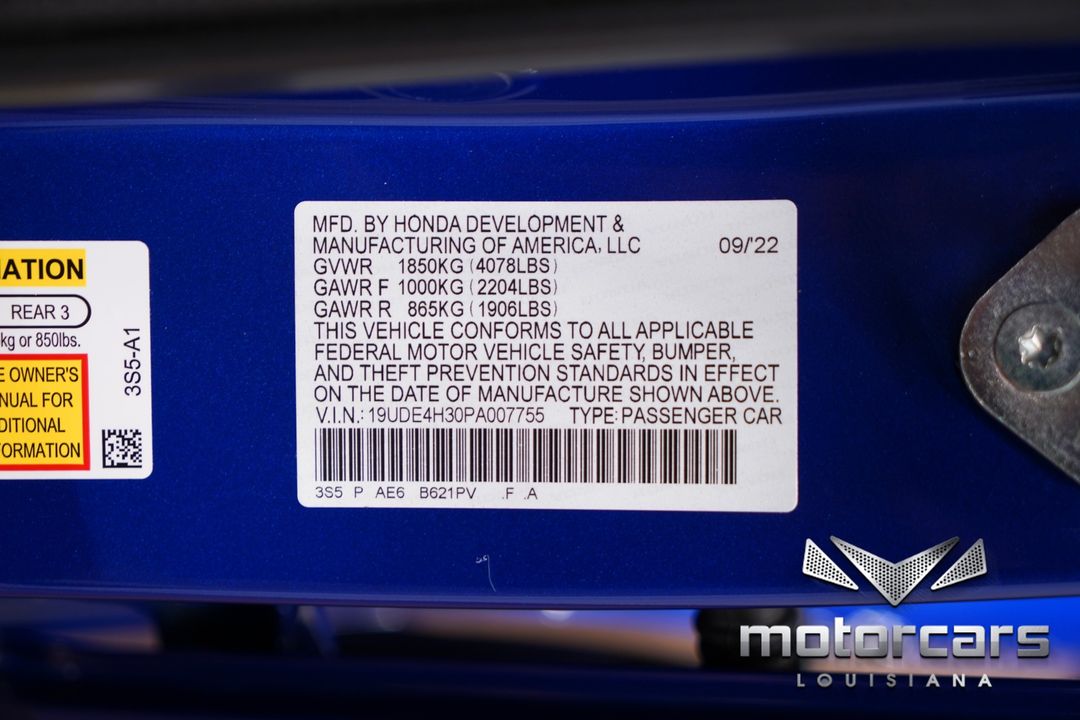 MFD. BY HONDA DEVELOPMENT &
MANUFACTURING OF AMERICA, LLC 09/'22
GVWR 1850KG (4078LBS)
GAWR F 1000KG (2204LBS)
GAWR R 865KG (1906LBS)
THIS VEHICLE CONFORMS TO ALL APPLICABLE
FEDERAL MOTOR VEHICLE SAFETY, BUMPER,
AND THEFT PREVENTION STANDARDS IN EFFECT
ON THE DATE OF MANUFACTURE SHOWN ABOVE.
V.I.N.: 19UDE4H30PA007755 TYPE: PASSENGER CAR
3S5 P AE6 B621PV .F .A
ATION
REAR 3
kg or 850lbs.
E OWNER'S
NUAL FOR
DITIONAL
FORMATION
3S5-A1
motorcars
LOUISIANA